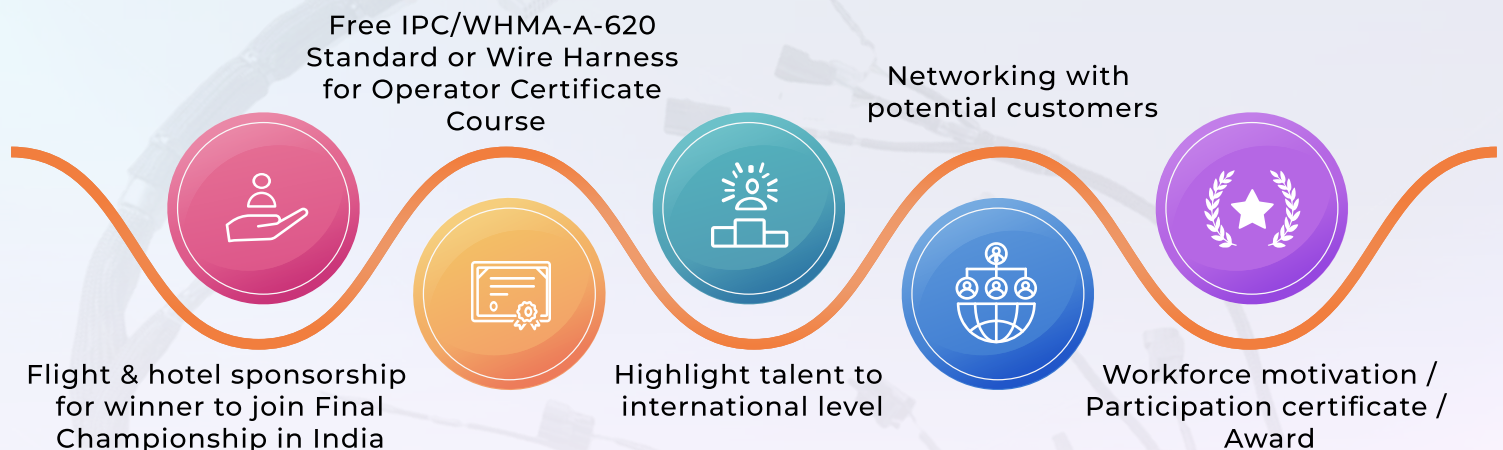 Free IPC/WHMA-A-620
Standard or Wire Harness
for Operator Certificate
Course
Networking with
potential customers
Flight & hotel sponsorship
for winner to join Final
Championship in India
Highlight talent to
international level
Workforce motivation /
Participation certificate /
Award